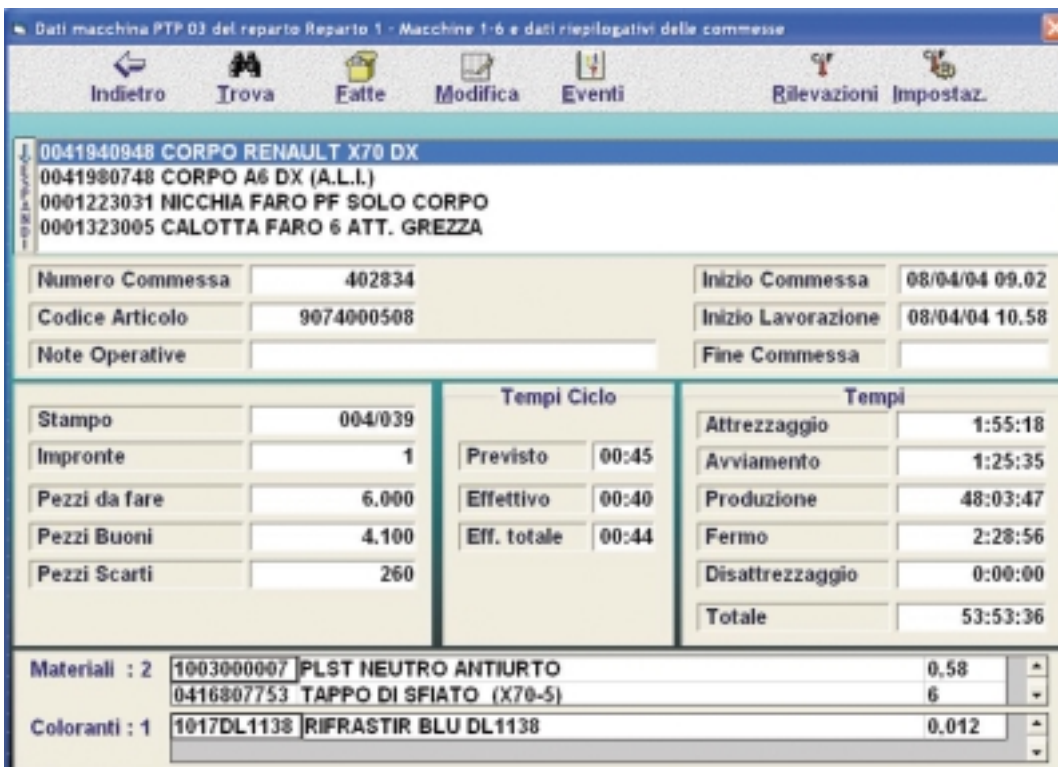 Dati macchina PTP 03 del reparto Reparto 1 - Macchine 1-6 e dati riepilogativi delle commesse
Indietro Trova Fatte Modifica Eventi Rilevazioni Impostaz.
0041940948 CORPO RENAULT X70 DX
0041980748 CORPO A6 DX (A.L.I.)
0001223031 NICCHIA FARO PF SOLO CORPO
0001323005 CALOTTA FARO 6 ATT. GREZZA
Numero Commessa 402834 Inizio Commessa 08/04/04 09.02
Codice Articolo 9074000508 Inizio Lavorazione 08/04/04 10.58
Note Operative Fine Commessa
Tempi Ciclo Tempi
Stampo 004/039 Attrezzaggio 1:55:18
Impronte 1 Previsto 00:45 Avviamento 1:25:35
Pezzi da fare 6.000 Effettivo 00:40 Produzione 48:03:47
Pezzi Buoni 4.100 Eff. totale 00:44 Fermo 2:28:56
Pezzi Scarti 260 Disattrezzaggio 0:00:00
Totale 53:53:36
Materiali : 2 1003000007 PLST NEUTRO ANTIURTO 0,58
0416807753 TAPPO DI SFIATO (X70-5) 6
Coloranti : 1 1017DL1138 RIFRASTIR BLU DL1138 0,012